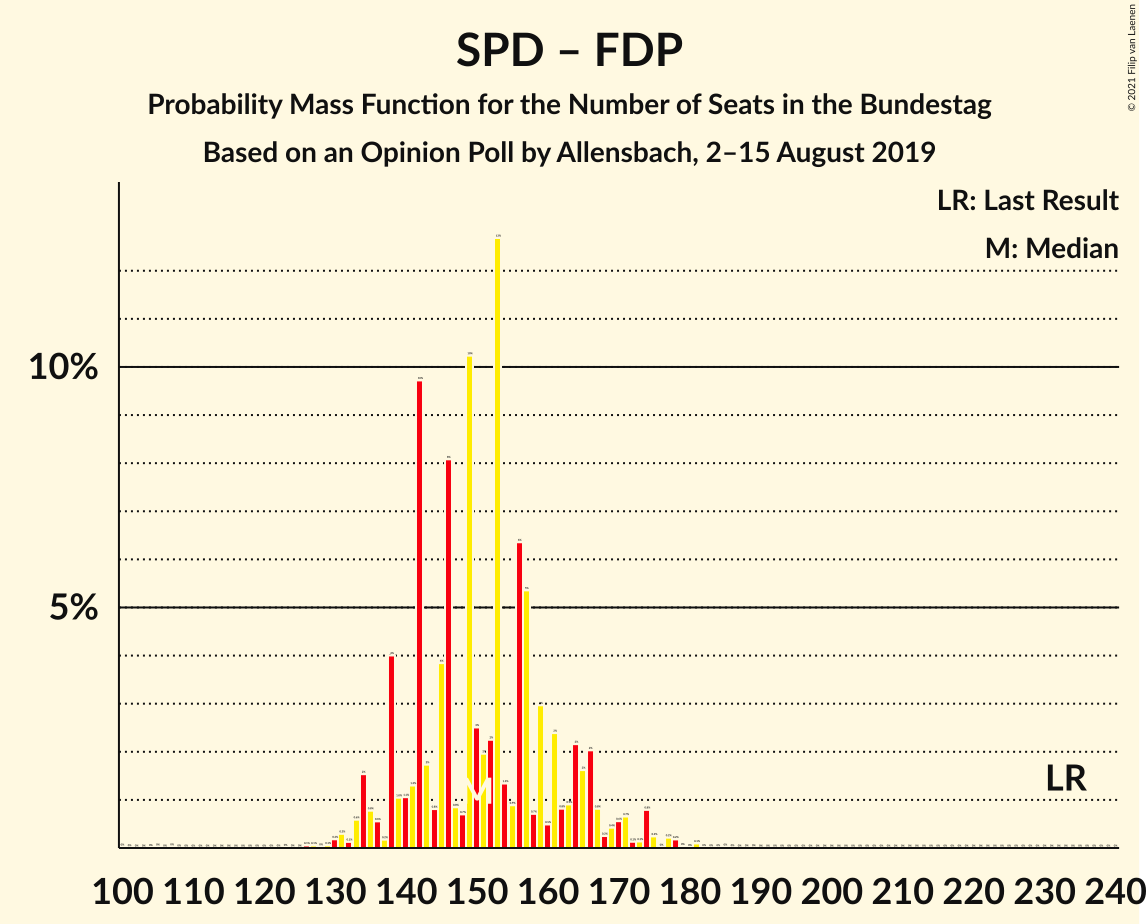 SPD – FDP
Probability Mass Function for the Number of Seats in the Bundestag
Based on an Opinion Poll by Allensbach, 2–15 August 2019
© 2021 Filip van Laenen
LR: Last Result
M: Median
10%
5%
M
LR
100 110 120 130 140 150 160 170 180 190 200 210 220 230 240